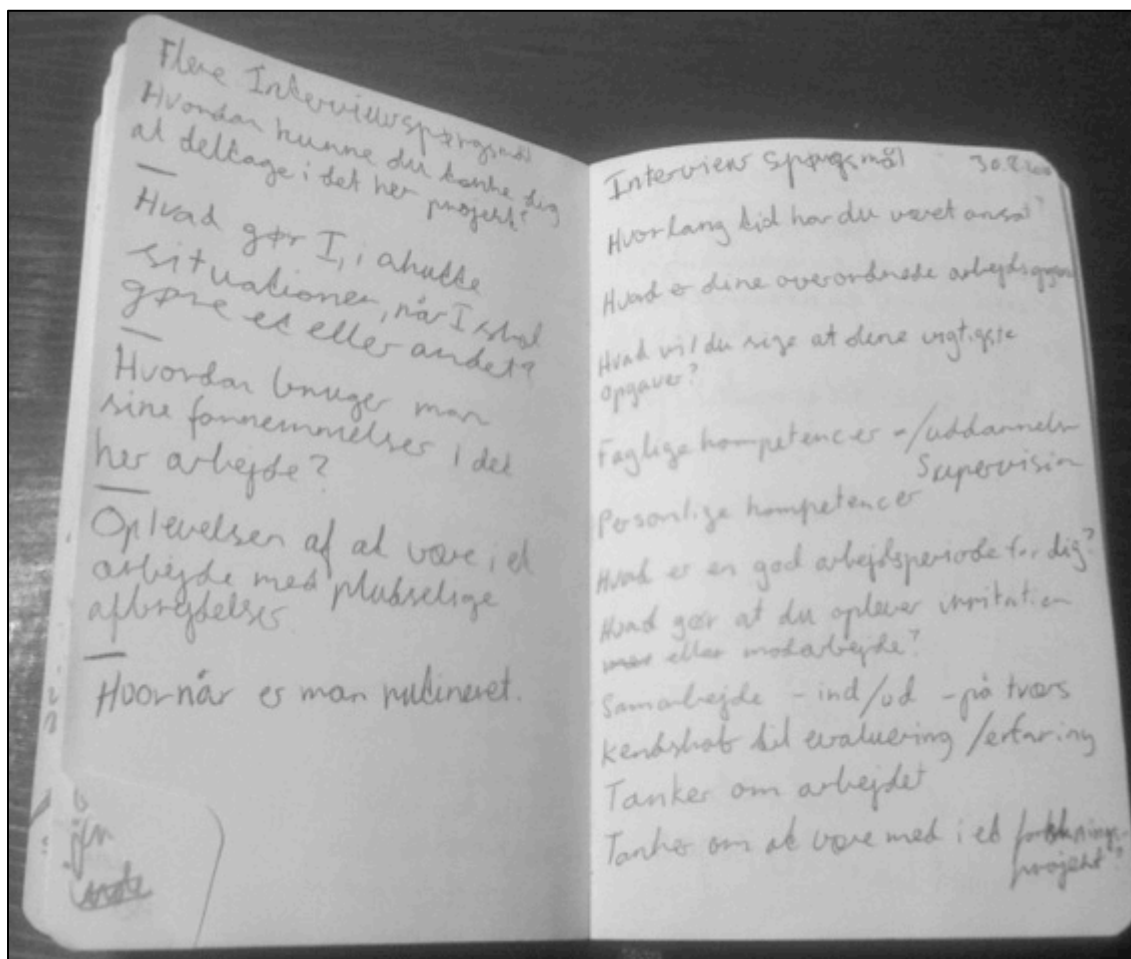 Flere Interviewspørgsmål
Hvordan kunne du tænke dig
at deltage i det her projekt?
Hvad gør I, i akutte
situationer, når I skal
gøre et eller andet?
Hvordan bruger man
sine fornemmelser i det
her arbejde?
Oplevelsen af at være i et
arbejde med pludselige
afbrydelser
Hvornår er man rutineret.
Interview spørgsmål
Hvor lang tid har du været ansat?
Hvad er dine overordnede
Hvad vil du sige at dine vigtigste
opgaver?
Faglige kompetencer -/uddannelse
Supervision
Personlige kompetencer
Hvad er en god arbejdsperiode for dig?
Hvad gør at du oplever irritation
eller modarbejde?
Samarbejde - ind/ud - på tværs
Kendskab til evaluering /erfaring
Tanker om arbejdet
Tanker om at være med i et forsknings-
projekt?